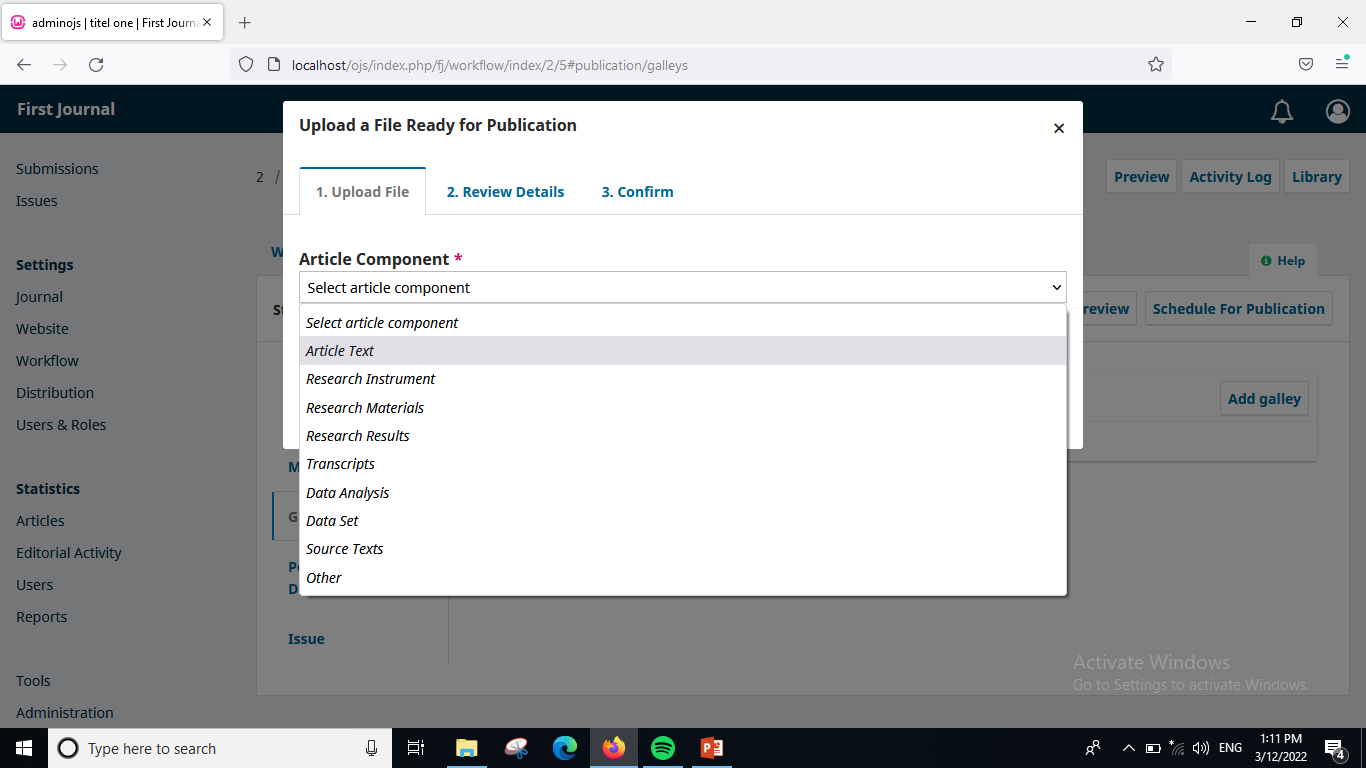 adminojs | titel one | First Journa
localhost/ojs/index.php/fj/workflow/index/2/5#publication/galleys
First Journal
Submissions
Issues
Settings
Journal
Website
Workflow
Distribution
Users & Roles
Statistics
Articles
Editorial Activity
Users
Reports
Tools
Administration
2 /
Preview
Activity Log
Library
W
Help
St
review
Schedule For Publication
Add galley
M
G
Issue
Upload a File Ready for Publication
1. Upload File
2. Review Details
3. Confirm
Article Component *
Select article component
Select article component
Article Text
Research Instrument
Research Materials
Research Results
Transcripts
Data Analysis
Data Set
Source Texts
Other
Activate Windows
Go to Settings to activate Windows.
Type here to search
ENG
1:11 PM
3/12/2022
4